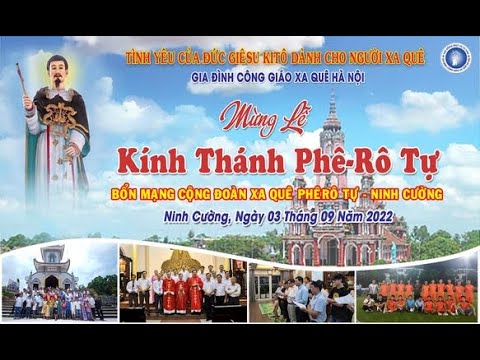 TÌNH YÊU CỦA ĐỨC GIÊSU KITÔ DÀNH CHO NGƯỜI XA QUÊ
GIA ĐÌNH CÔNG GIÁO XA QUÊ HÀ NỘI
Mừng Lễ
Kính Thánh Phê-Rô Tự
BỔN MẠNG CỘNG ĐOÀN XA QUÊ PHÊRÔ TỰ - NINH CƯỜNG
Ninh Cường, Ngày 03 Tháng 09 Năm 2022